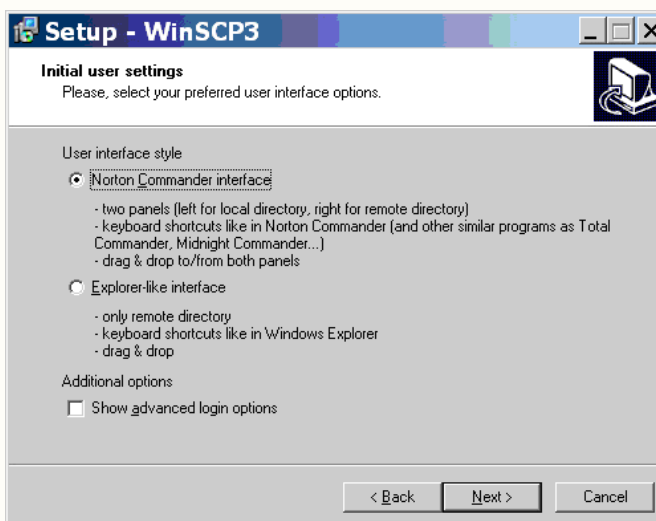 Setup - WinSCP3
Initial user settings
Please, select your preferred user interface options.
User interface style
Norton Commander interface
- two panels (left for local directory, right for remote directory)
- keyboard shortcuts like in Norton Commander (and other similar programs as Total
Commander, Midnight Commander...)
- drag & drop to/from both panels
Explorer-like interface
- only remote directory
- keyboard shortcuts like in Windows Explorer
- drag & drop
Additional options
Show advanced login options
< Back Next > Cancel